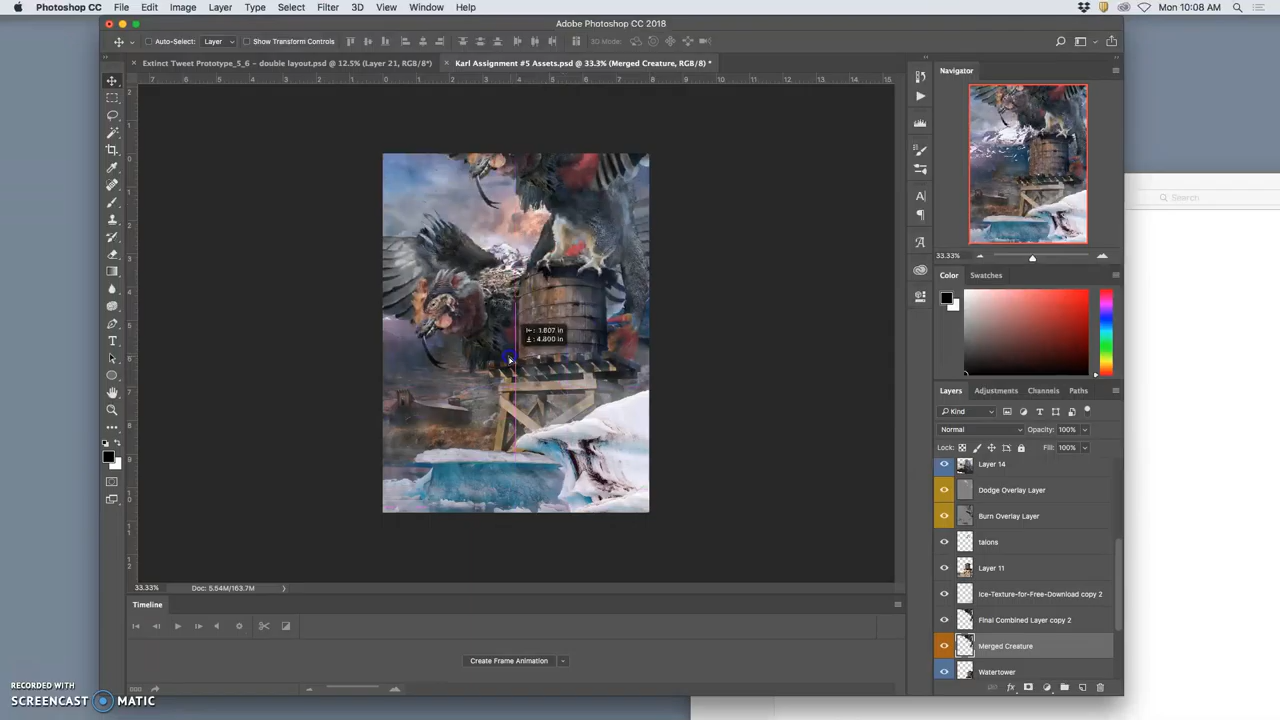 Photoshop CC File Edit Image Layer Type Select Filter 3D View Window Help Mon 10:08 AM
Adobe Photoshop CC 2018
Auto-Select: Layer Show Transform Controls 3D Mode:
Extinct Tweet Prototype_5_6 – double layout.psd @ 12.5% (Layer 21, RGB/8*) Karl Assignment #5 Assets.psd @ 33.3% (Merged Creature, RGB/8) *
Navigator
Search
33.33%
Color Swatches
1.807 in
4.800 in
Layers Adjustments Channels Paths
Kind
Normal Opacity: 100%
Lock: Fill: 100%
Layer 14
Dodge Overlay Layer
Burn Overlay Layer
talons
Layer 11
Ice-Texture-for-Free-Download copy 2
Final Combined Layer copy 2
Merged Creature
Watertower
33.33% Doc: 5.54M/163.7M
Timeline
Create Frame Animation
RECORDED WITH
SCREENCAST MATIC